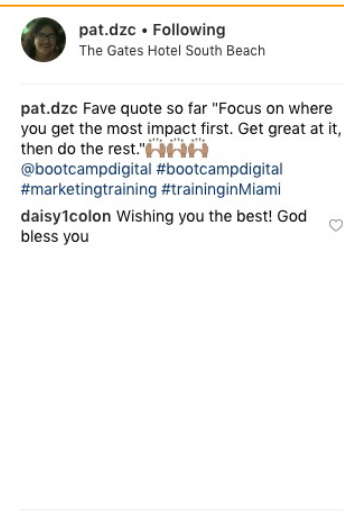 pat.dzc • Following
The Gates Hotel South Beach
pat.dzc Fave quote so far "Focus on where
you get the most impact first. Get great at it,
then do the rest."🙌🏽🙌🏽🙌🏽
@bootcampdigital #bootcampdigital
#marketingtraining #traininginMiami
daisy1colon Wishing you the best! God
bless you